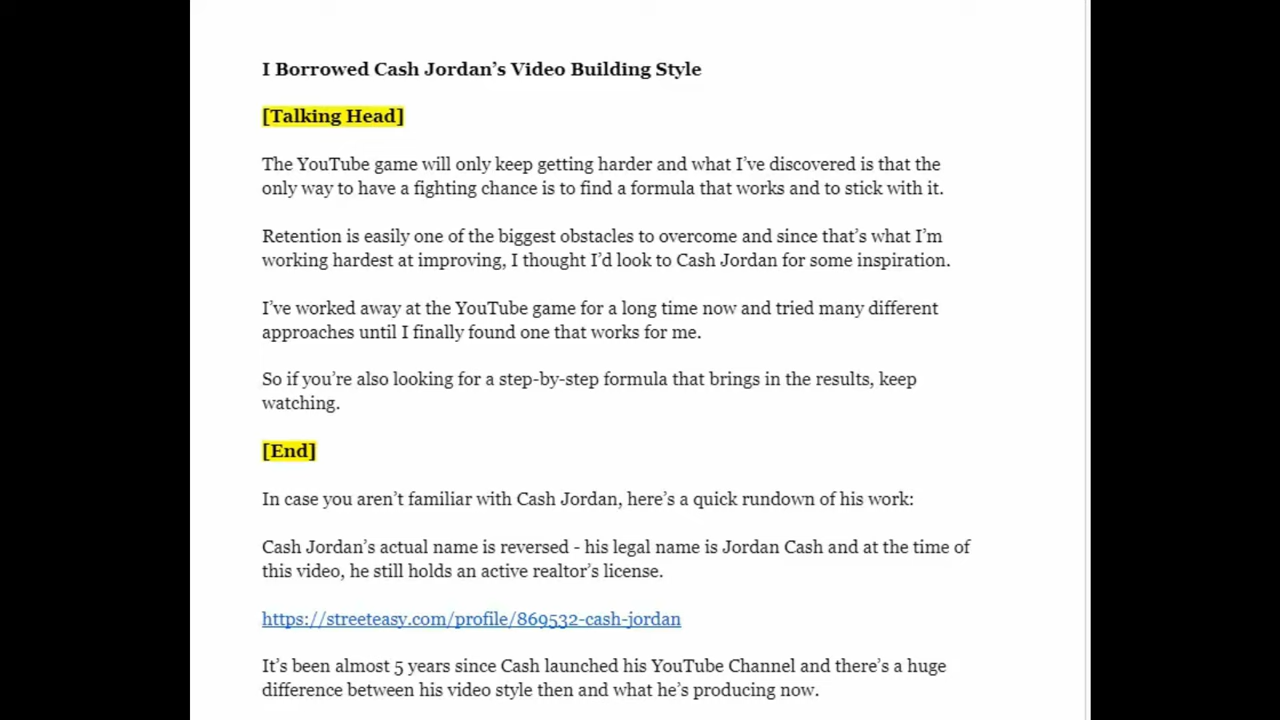 I Borrowed Cash Jordan’s Video Building Style
[Talking Head]
The YouTube game will only keep getting harder and what I’ve discovered is that the
only way to have a fighting chance is to find a formula that works and to stick with it.
Retention is easily one of the biggest obstacles to overcome and since that’s what I’m
working hardest at improving, I thought I’d look to Cash Jordan for some inspiration.
I’ve worked away at the YouTube game for a long time now and tried many different
approaches until I finally found one that works for me.
So if you’re also looking for a step-by-step formula that brings in the results, keep
watching.
[End]
In case you aren’t familiar with Cash Jordan, here’s a quick rundown of his work:
Cash Jordan’s actual name is reversed - his legal name is Jordan Cash and at the time of
this video, he still holds an active realtor’s license.
https://streeteasy.com/profile/869532-cash-jordan
It’s been almost 5 years since Cash launched his YouTube Channel and there’s a huge
difference between his video style then and what he’s producing now.